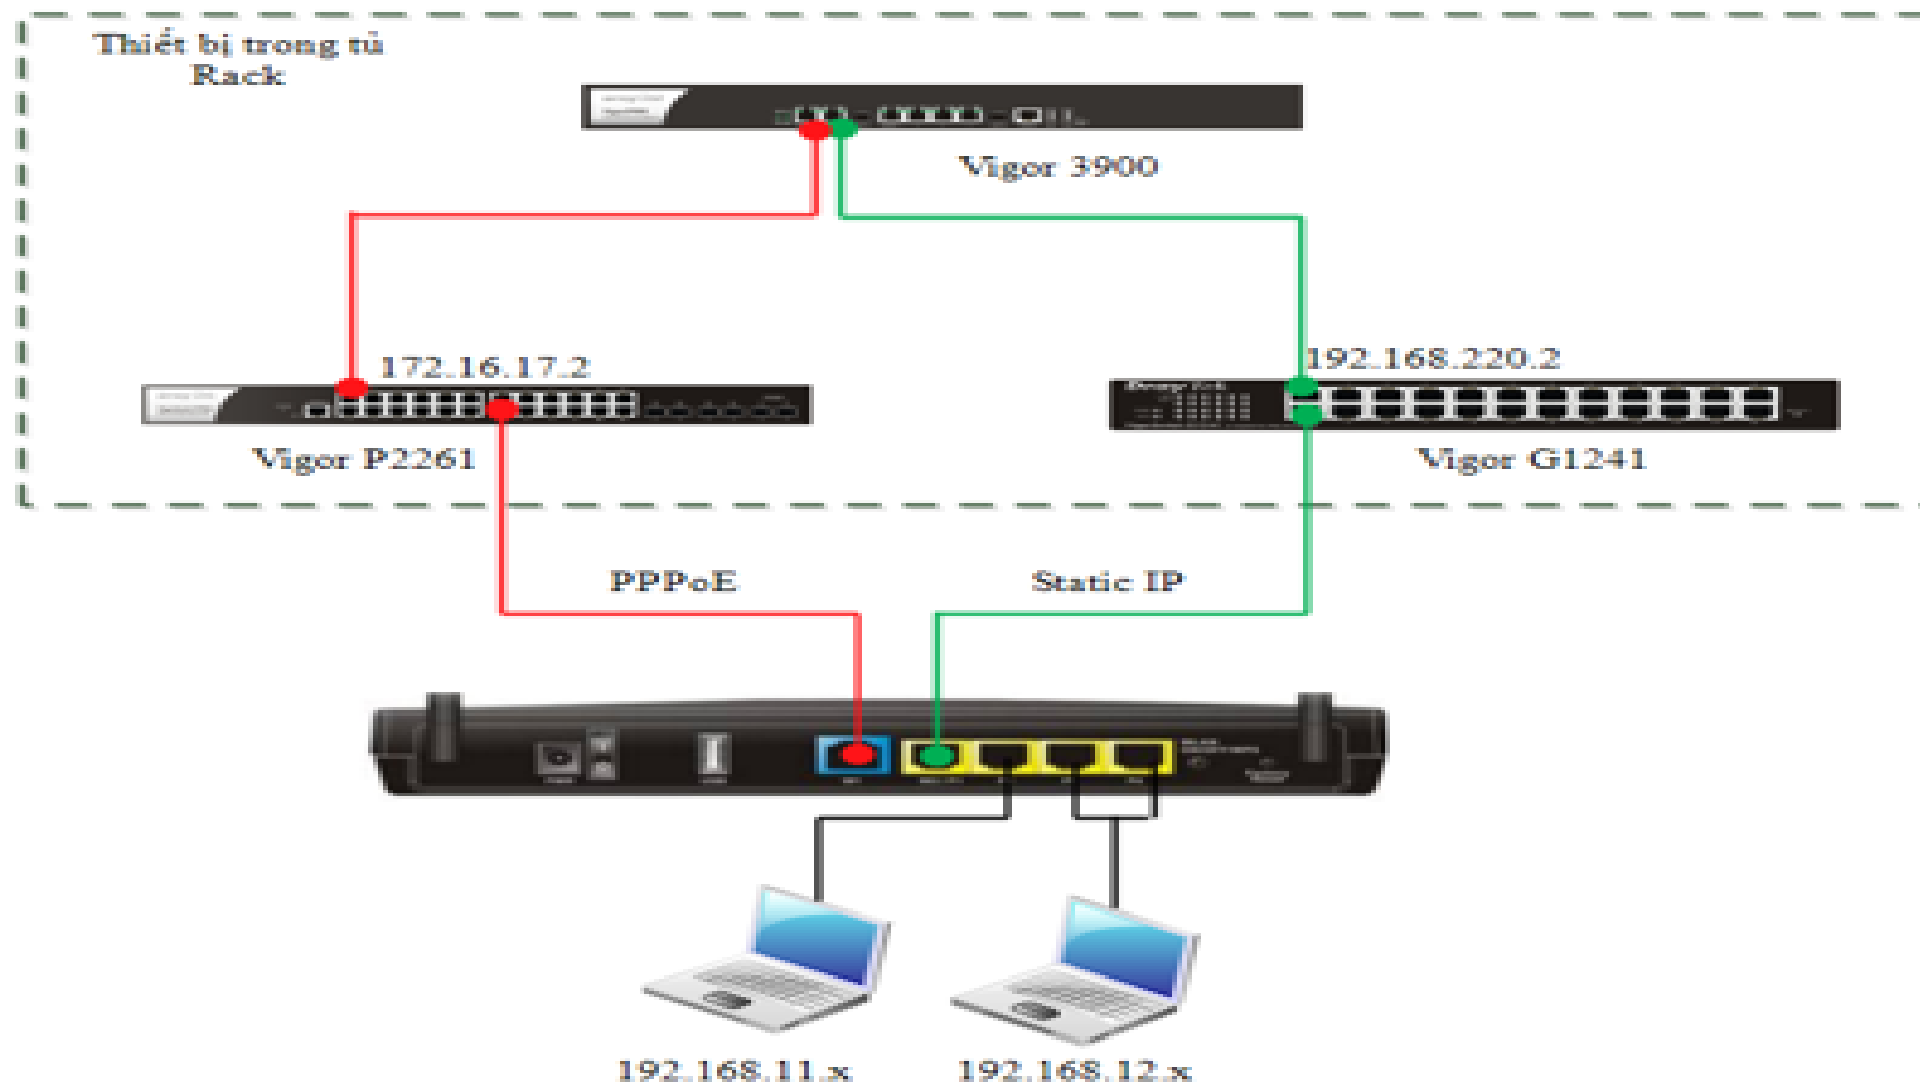 Thiết bị trong tủ
Rack
Vigor 3900
172.16.17.2
192.168.220.2
Vigor P2261
Vigor G1241
PPPoE
Static IP
192.168.11.x
192.168.12.x